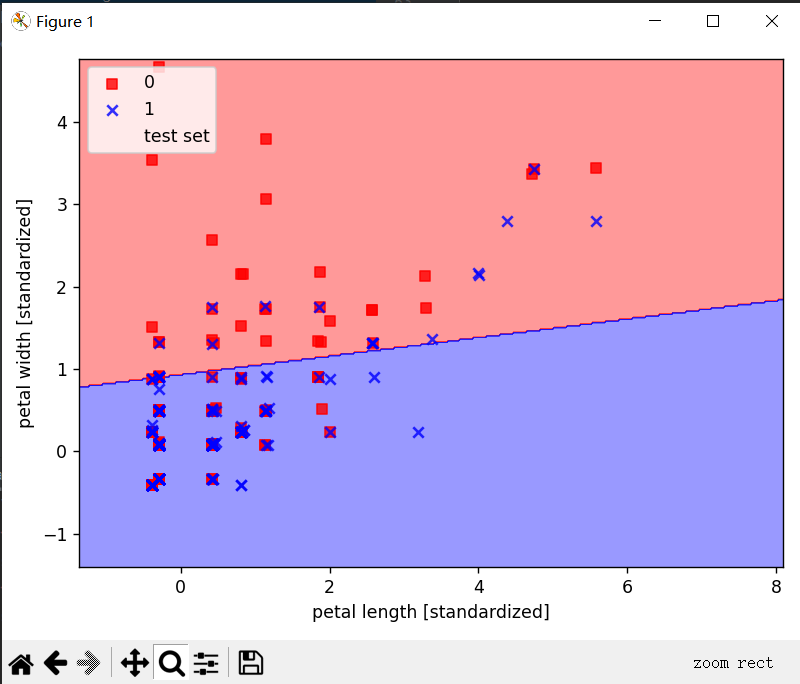 Figure 1
0
1
test set
4
3
2
1
0
−1
petal width [standardized]
0 2 4 6 8
petal length [standardized]
zoom rect